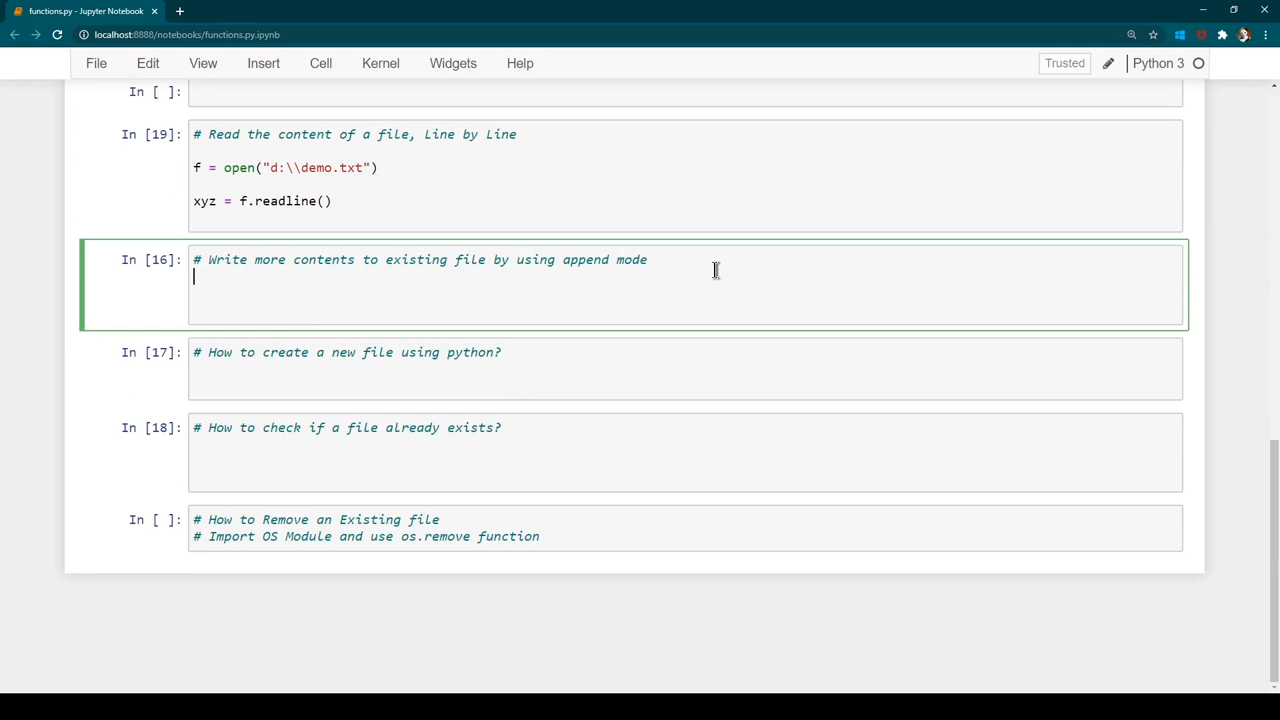 functions.py - Jupyter Notebook
localhost:8888/notebooks/functions.py.ipynb
File Edit View Insert Cell Kernel Widgets Help Trusted Python 3
In [ ]:
In [19]: # Read the content of a file, Line by Line
f = open("d:\\demo.txt")
xyz = f.readline()
In [16]: # Write more contents to existing file by using append mode
In [17]: # How to create a new file using python?
In [18]: # How to check if a file already exists?
In [ ]: # How to Remove an Existing file
# Import OS Module and use os.remove function